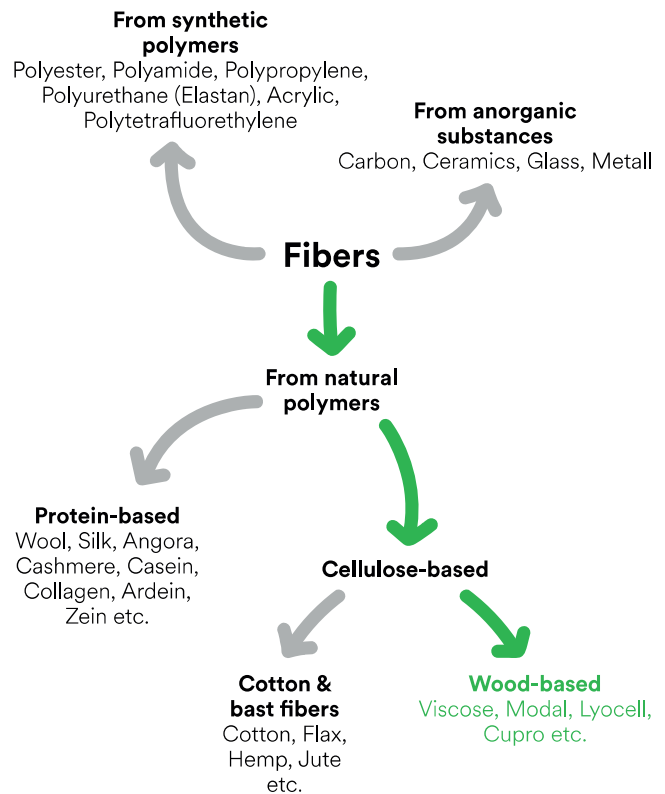 From synthetic
polymers
Polyester, Polyamide, Polypropylene,
Polyurethane (Elastan), Acrylic,
Polytetrafluorethylene
From anorganic
substances
Carbon, Ceramics, Glass, Metall
Fibers
From natural
polymers
Protein-based
Wool, Silk, Angora,
Cashmere, Casein,
Collagen, Ardein,
Zein etc.
Cellulose-based
Cotton &
bast fibers
Cotton, Flax,
Hemp, Jute
etc.
Wood-based
Viscose, Modal, Lyocell,
Cupro etc.